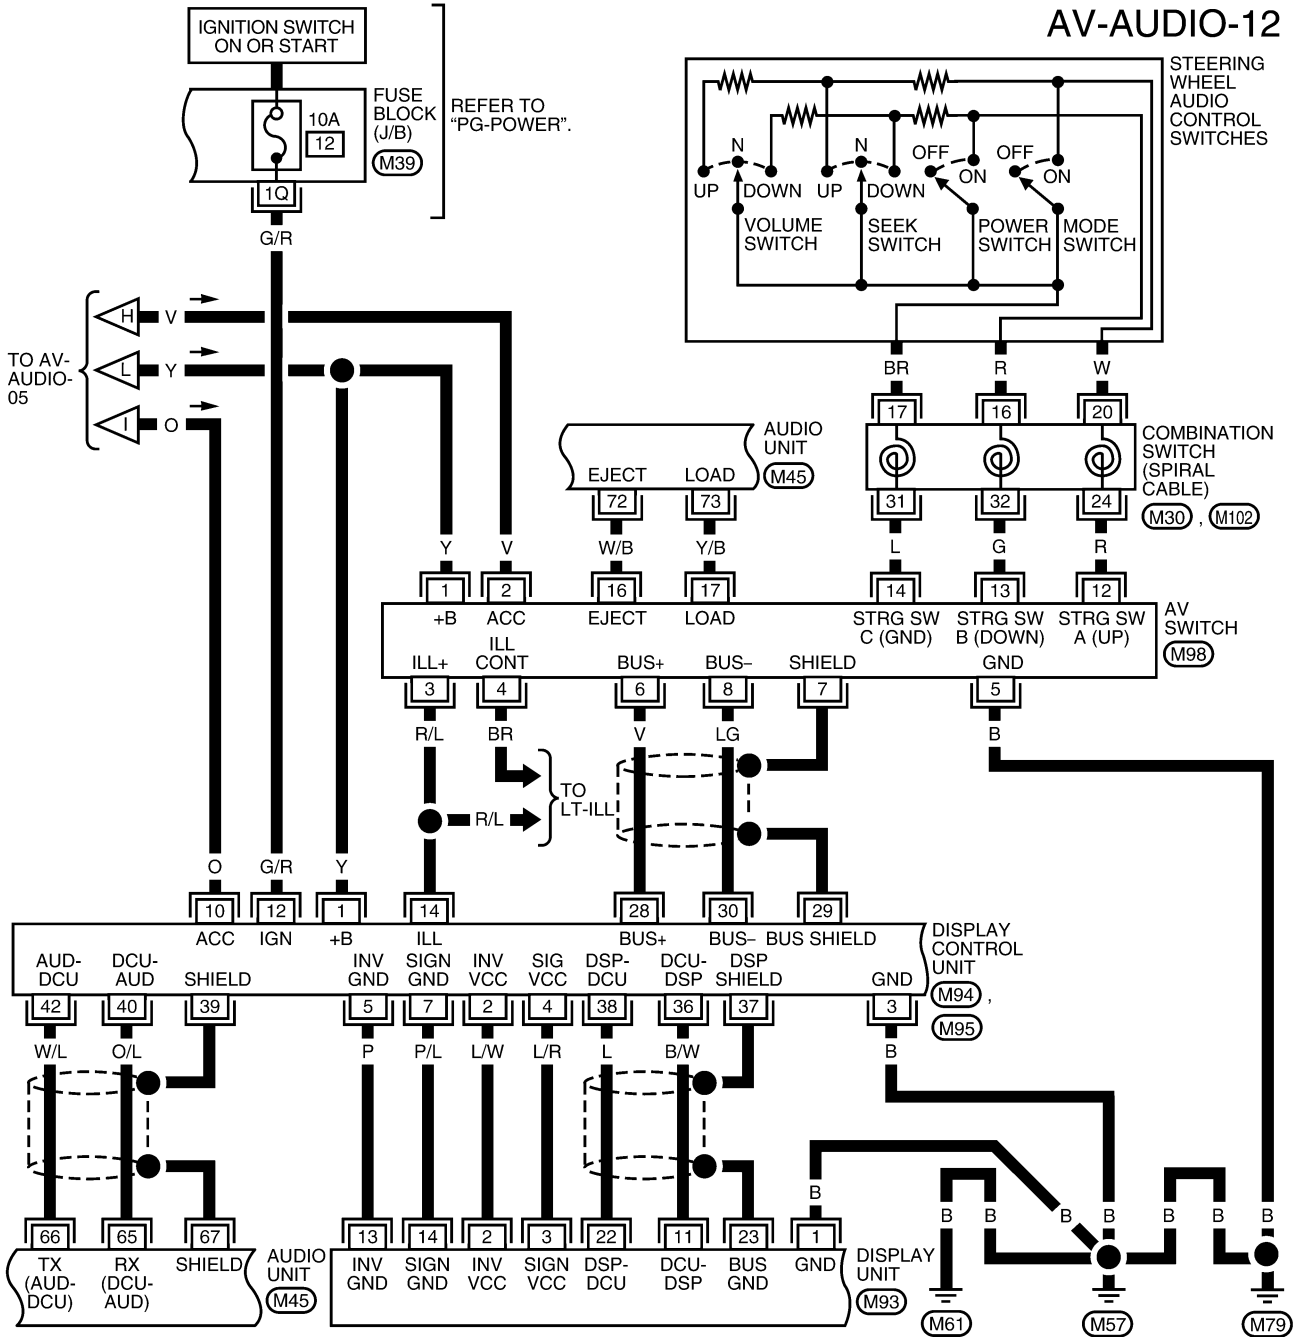 AV-AUDIO-12
IGNITION SWITCH
ON OR START
FUSE
BLOCK
(J/B)
M39
10A
12
1Q
G/R
REFER TO
“PG-POWER”.
STEERING
WHEEL
AUDIO
CONTROL
SWITCHES
N N OFF OFF
UP DOWN UP DOWN ON ON
VOLUME
SWITCH
SEEK
SWITCH
POWER
SWITCH
MODE
SWITCH
TO AV-
AUDIO-
05
H V
L Y
I O
BR R W
17 16 20
COMBINATION
SWITCH
(SPIRAL
CABLE)
M30 , M102
31 32 24
L G R
AUDIO
UNIT
M45
EJECT LOAD
72 73
W/B Y/B
Y V
1 2 16 17 14 13 12
+B ACC EJECT LOAD
STRG SW
C (GND)
STRG SW
B (DOWN)
STRG SW
A (UP)
AV
SWITCH
M98
ILL+
ILL
CONT
BUS+ BUS– SHIELD GND
3 4 6 8 7 5
R/L BR V LG B
R/L
TO
LT-ILL
O G/R Y
10 12 1 14 28 30 29
ACC IGN +B ILL BUS+ BUS– BUS SHIELD
DISPLAY
CONTROL
UNIT
M94 ,
M95
AUD-
DCU
DCU-
AUD
SHIELD
INV
GND
SIGN
GND
INV
VCC
SIG
VCC
DSP-
DCU
DCU-
DSP
DSP
SHIELD
GND
42 40 39 5 7 2 4 38 36 37 3
W/L O/L P P/L L/W L/R L B/W B
B B B B B B B B
66 65 67 13 14 2 3 22 11 23 1
TX
(AUD-
DCU)
RX
(DCU-
AUD)
SHIELD
AUDIO
UNIT
M45
INV
GND
SIGN
GND
INV
VCC
SIGN
VCC
DSP-
DCU
DCU-
DSP
BUS
GND
GND
DISPLAY
UNIT
M93
M61 M57 M79